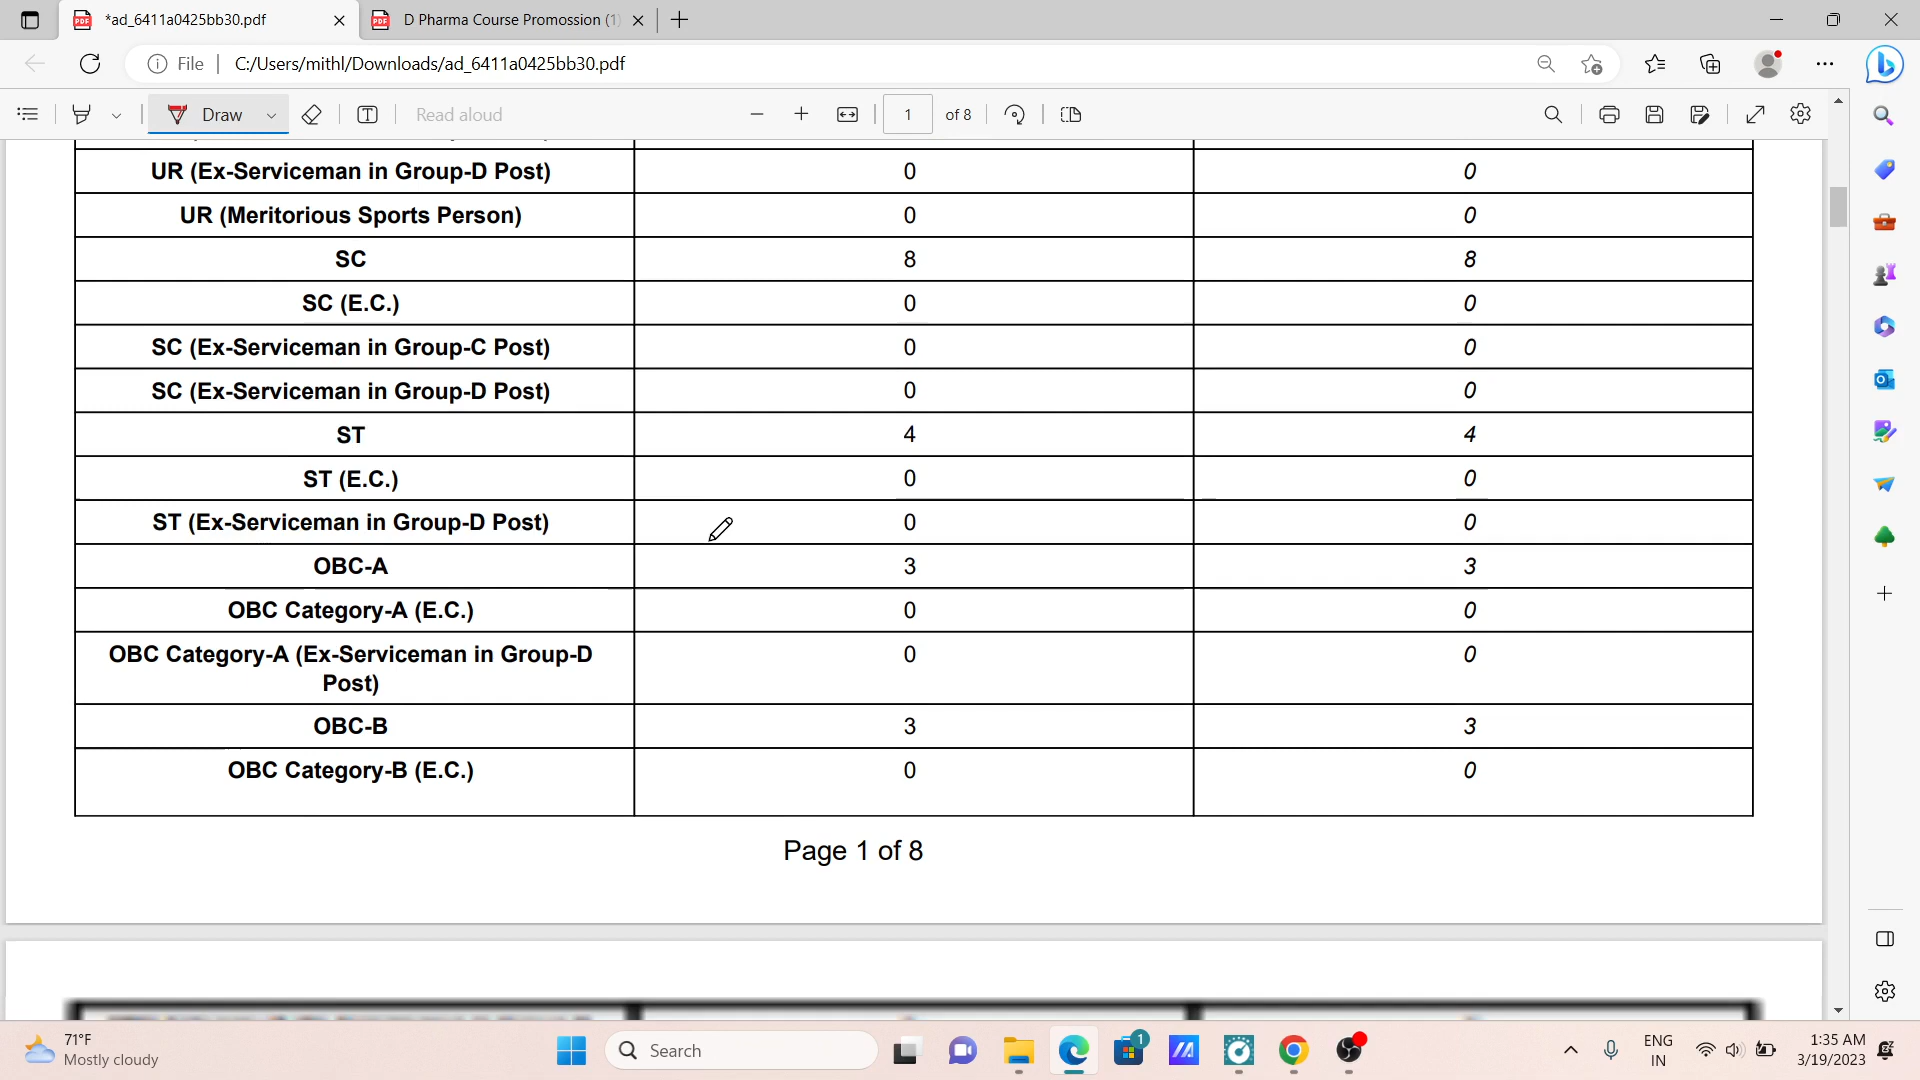 *ad_6411a0425bb30.pdf
D Pharma Course Promossion (1)
File
C:/Users/mithl/Downloads/ad_6411a0425bb30.pdf
Draw
Read aloud
1 of 8
UR (Ex-Serviceman in Group-D Post) 0 0
UR (Meritorious Sports Person) 0 0
SC 8 8
SC (E.C.) 0 0
SC (Ex-Serviceman in Group-C Post) 0 0
SC (Ex-Serviceman in Group-D Post) 0 0
ST 4 4
ST (E.C.) 0 0
ST (Ex-Serviceman in Group-D Post) 0 0
OBC-A 3 3
OBC Category-A (E.C.) 0 0
OBC Category-A (Ex-Serviceman in Group-D 0 0
Post)
OBC-B 3 3
OBC Category-B (E.C.) 0 0
Page 1 of 8
71°F
Mostly cloudy
Search
1
ENG
IN
1:35 AM
3/19/2023